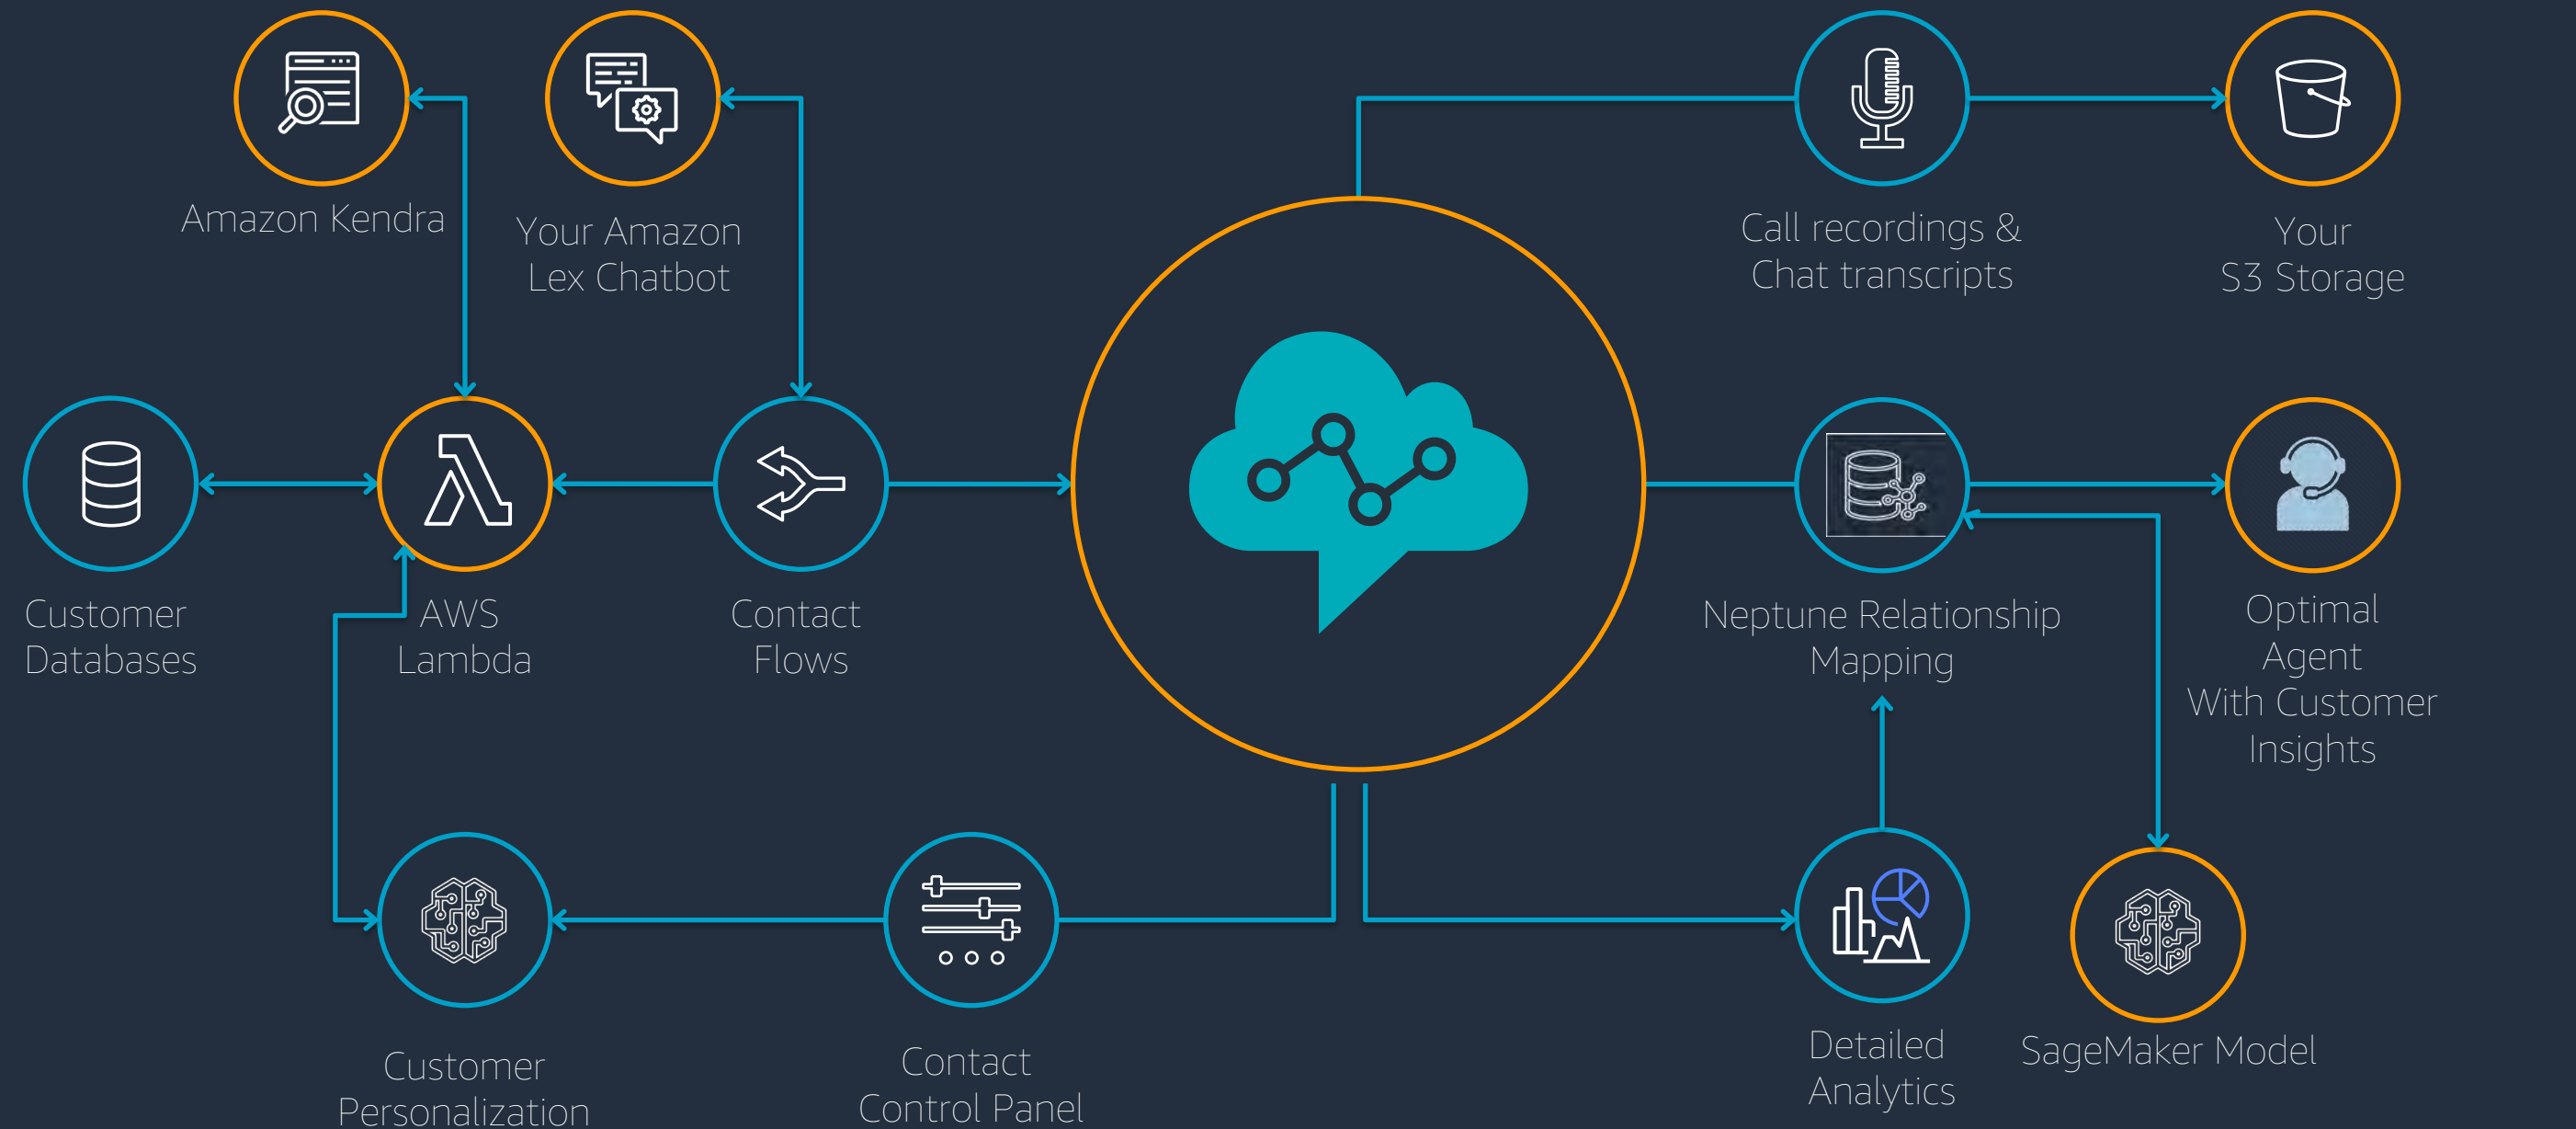 Amazon Kendra
Your Amazon
Lex Chatbot
Call recordings &
Chat transcripts
Your
S3 Storage
Customer
Databases
AWS
Lambda
Contact
Flows
Neptune Relationship
Mapping
Optimal
Agent
With Customer
Insights
Customer
Personalization
Contact
Control Panel
Detailed
Analytics
SageMaker Model